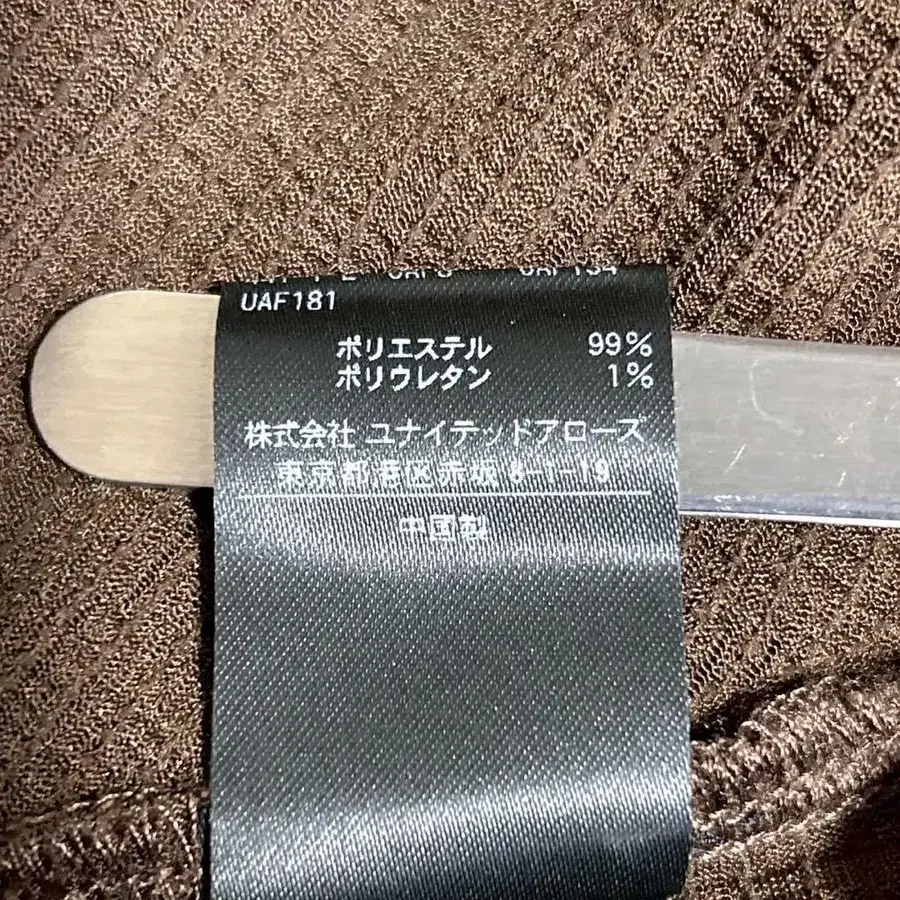 UAF181
ポリエステル 99%
ポリウレタン 1%
株式会社 ユナイテッドアローズ
東京都港区赤坂 8-1-19
中国製